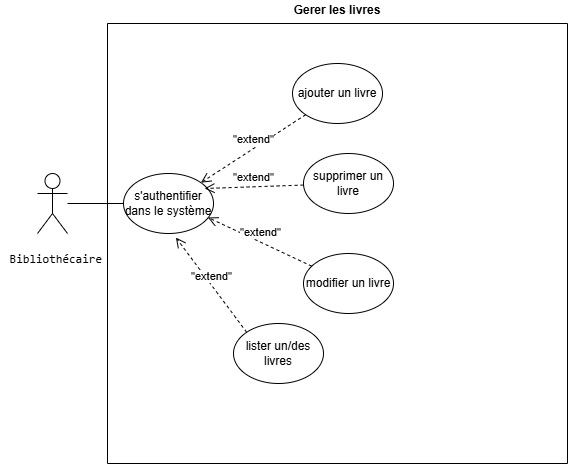 Gerer les livres
ajouter un livre
"extend"
"extend"
supprimer un
livre
s'authentifier
dans le système
"extend"
Bibliothécaire
"extend"
modifier un livre
lister un/des
livres